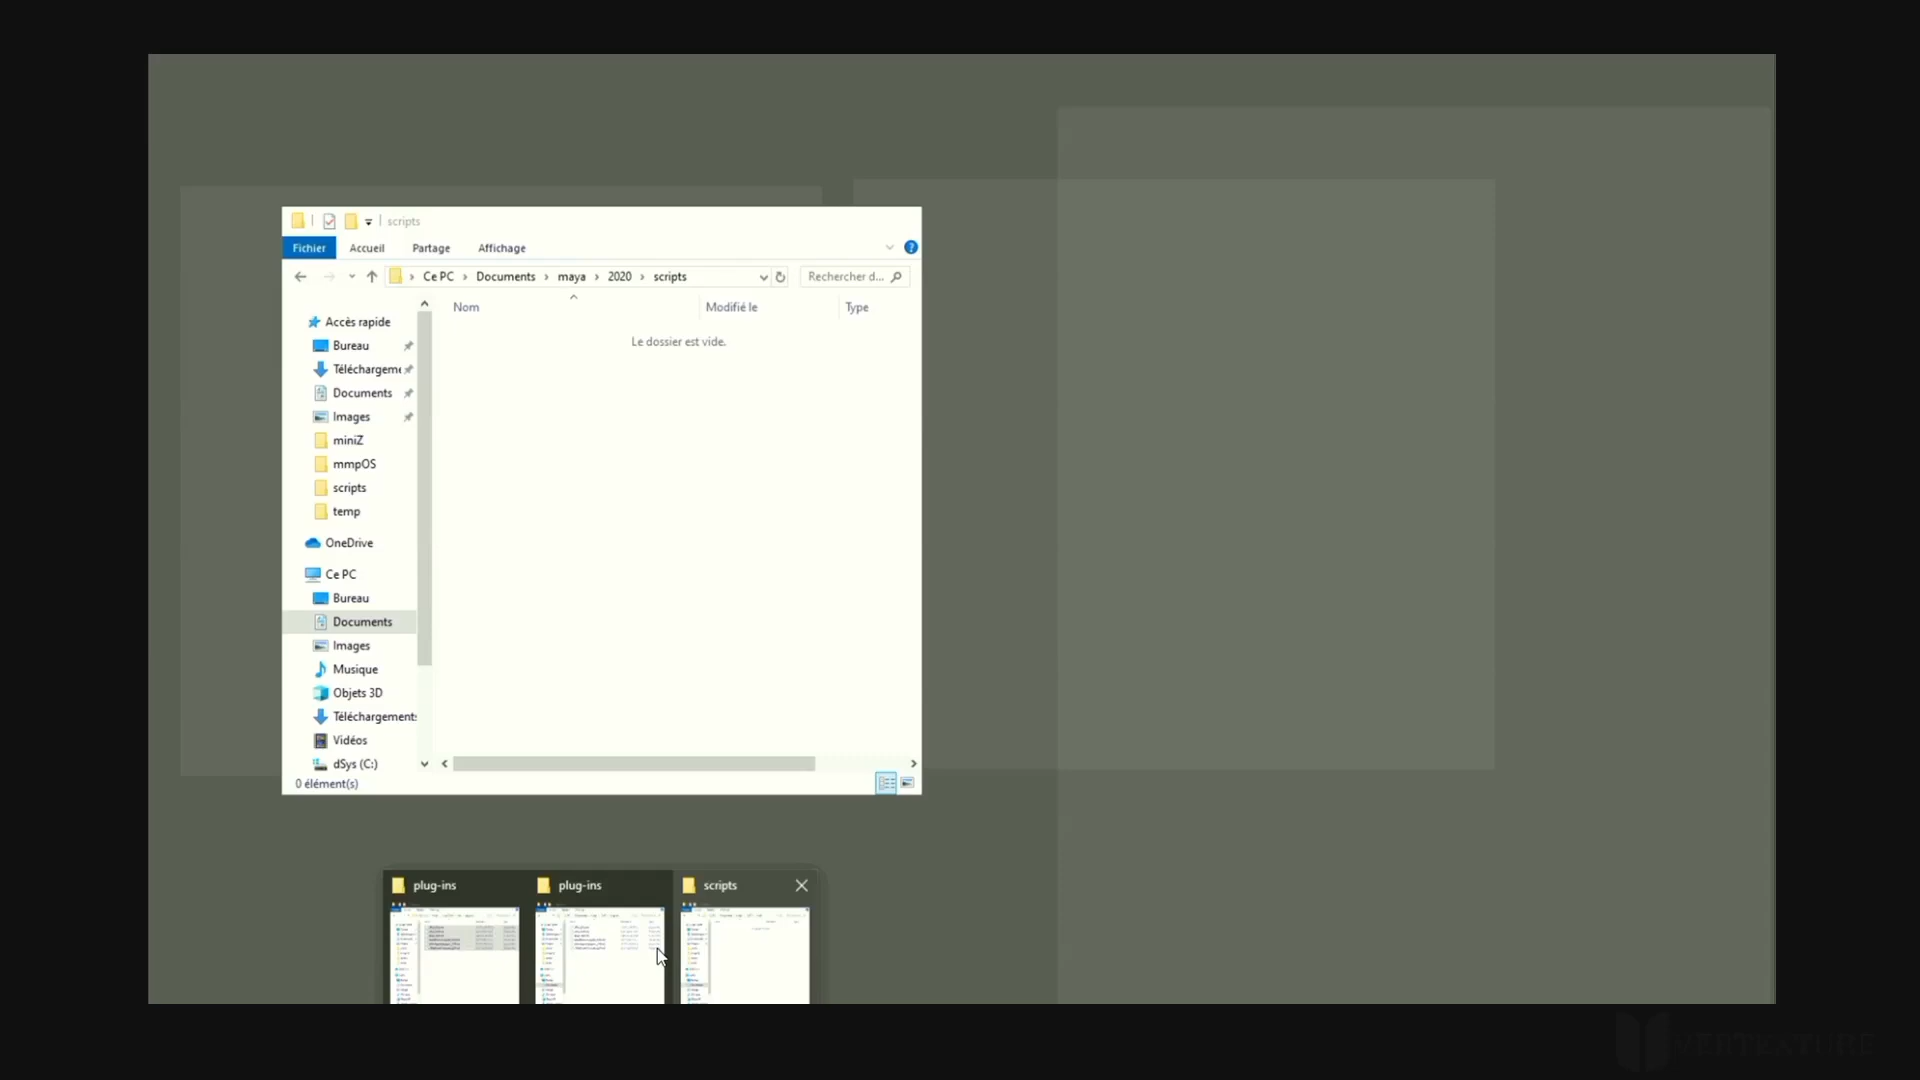 scripts
Fichier Accueil Partage Affichage
Ce PC Documents maya 2020 scripts Rechercher d...
Nom Modifié le Type
Le dossier est vide.
Accès rapide
Bureau
Téléchargeme
Documents
Images
miniZ
mmpOS
scripts
temp
OneDrive
Ce PC
Bureau
Documents
Images
Musique
Objets 3D
Téléchargements
Vidéos
dSys (C:)
0 élément(s)
plug-ins plug-ins scripts